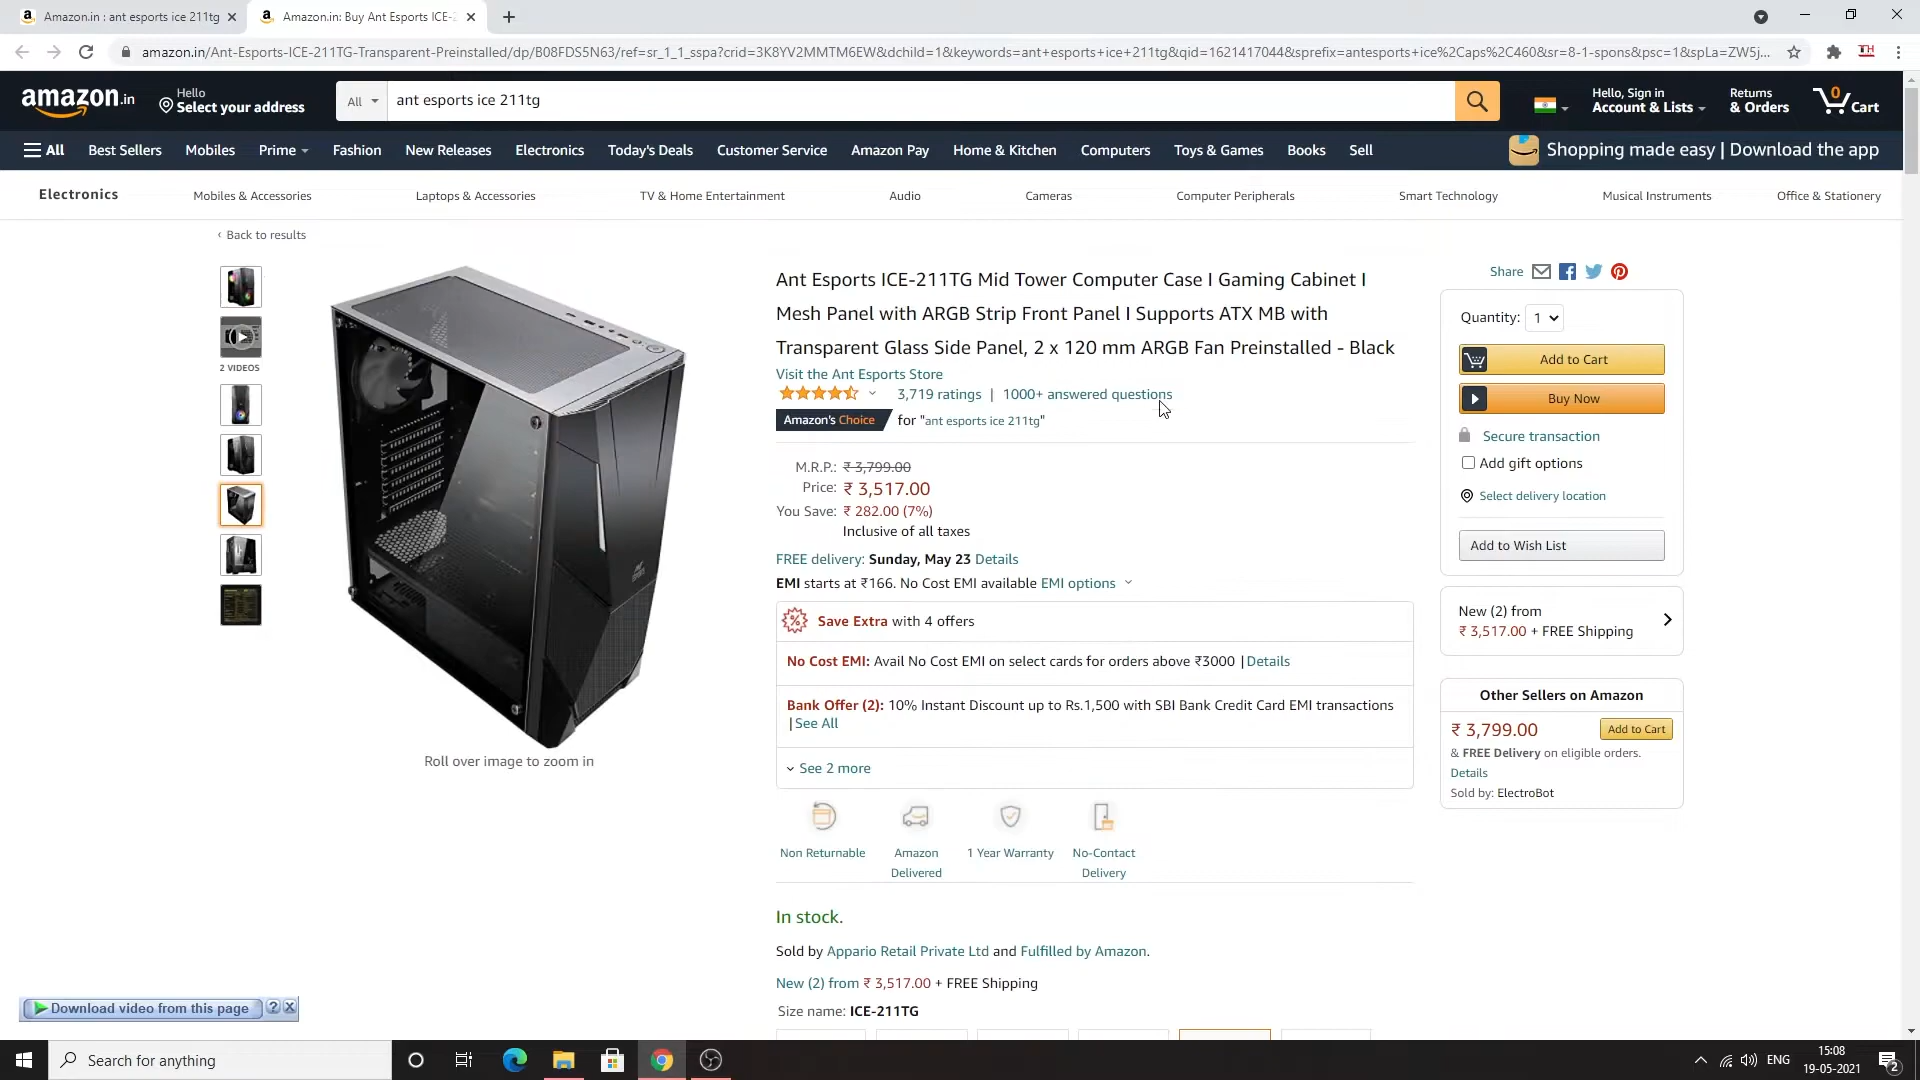 Amazon.in : ant esports ice 211tg
Amazon.in: Buy Ant Esports ICE-2
amazon.in/Ant-Esports-ICE-211TG-Transparent-Preinstalled/dp/B08FDS5N63/ref=sr_1_1_sspa?crid=3K8YV2MMTM6EW&dchild=1&keywords=ant+esports+ice+211tg&qid=1621417044&sprefix=antesports+ice%2Caps%2C460&sr=8-1-spons&psc=1&spLa=ZW5j...
TH
amazon.in
Hello
Select your address
All
ant esports ice 211tg
Hello, Sign in
Account & Lists
Returns
& Orders
0
Cart
All
Best Sellers
Mobiles
Prime
Fashion
New Releases
Electronics
Today's Deals
Customer Service
Amazon Pay
Home & Kitchen
Computers
Toys & Games
Books
Sell
Shopping made easy | Download the app
Electronics
Mobiles & Accessories
Laptops & Accessories
TV & Home Entertainment
Audio
Cameras
Computer Peripherals
Smart Technology
Musical Instruments
Office & Stationery
‹ Back to results
2 VIDEOS
Roll over image to zoom in
Ant Esports ICE-211TG Mid Tower Computer Case I Gaming Cabinet I
Mesh Panel with ARGB Strip Front Panel I Supports ATX MB with
Transparent Glass Side Panel, 2 x 120 mm ARGB Fan Preinstalled - Black
Visit the Ant Esports Store
3,719 ratings | 1000+ answered questions
Amazon's Choice for "ant esports ice 211tg"
M.R.P.: ₹ 3,799.00
Price: ₹ 3,517.00
You Save: ₹ 282.00 (7%)
Inclusive of all taxes
FREE delivery: Sunday, May 23 Details
EMI starts at ₹166. No Cost EMI available EMI options
Save Extra with 4 offers
No Cost EMI: Avail No Cost EMI on select cards for orders above ₹3000 |Details
Bank Offer (2): 10% Instant Discount up to Rs.1,500 with SBI Bank Credit Card EMI transactions
|See All
See 2 more
Non Returnable
Amazon
Delivered
1 Year Warranty
No-Contact
Delivery
In stock.
Sold by Appario Retail Private Ltd and Fulfilled by Amazon.
New (2) from ₹ 3,517.00 + FREE Shipping
Size name: ICE-211TG
Share
Quantity: 1
Add to Cart
Buy Now
Secure transaction
Add gift options
Select delivery location
Add to Wish List
New (2) from
₹ 3,517.00 + FREE Shipping
Other Sellers on Amazon
₹ 3,799.00
Add to Cart
& FREE Delivery on eligible orders.
Details
Sold by: ElectroBot
Download video from this page
Search for anything
ENG
15:08
19-05-2021
2